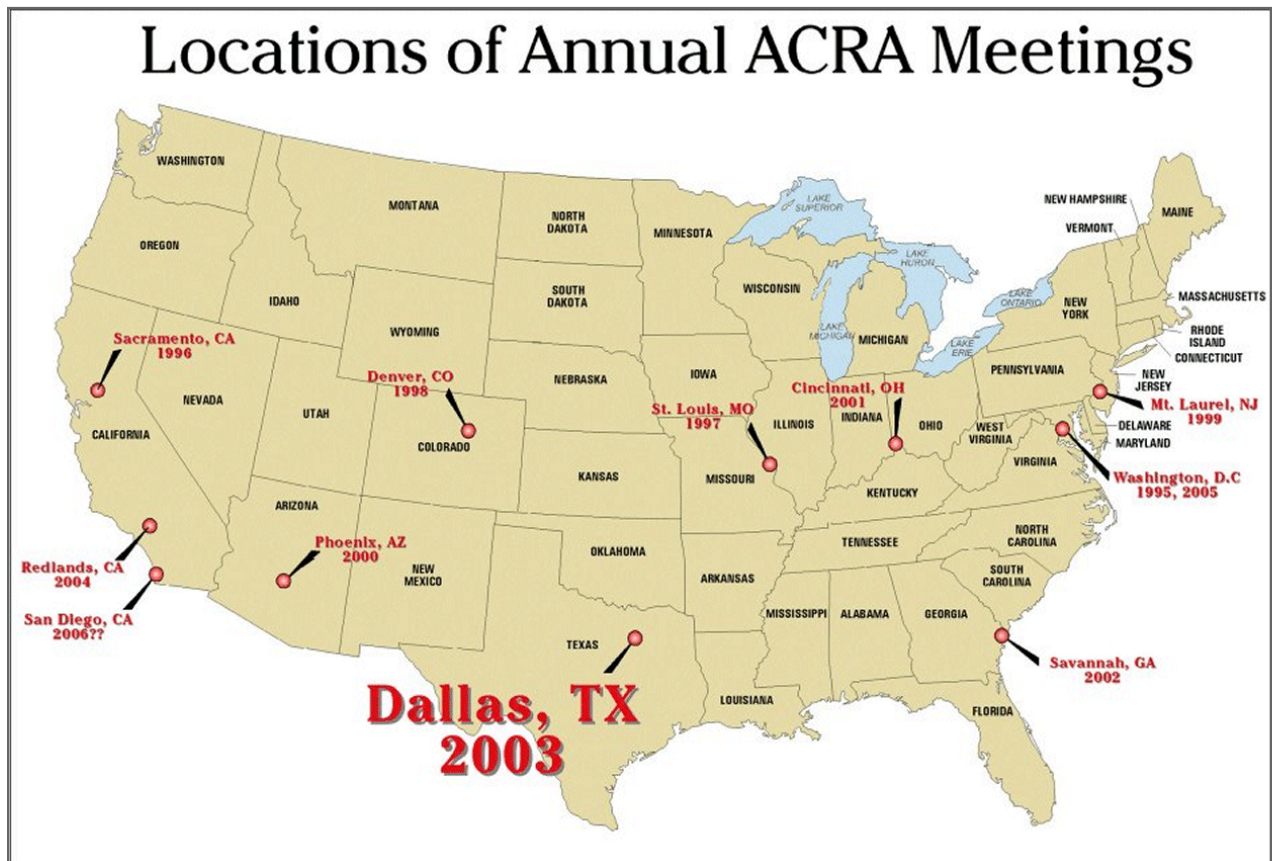 Locations of Annual ACRA Meetings
WASHINGTON
MONTANA
NORTH
DAKOTA
MINNESOTA
LAKE
SUPERIOR
NEW HAMPSHIRE
VERMONT
MAINE
OREGON
IDAHO
SOUTH
DAKOTA
WISCONSIN
LAKE
HURON
LAKE
ONTARIO
NEW
YORK
MASSACHUSETTS
WYOMING
LAKE
MICHIGAN
MICHIGAN
LAKE
ERIE
RHODE
ISLAND
CONNECTICUT
Sacramento, CA
1996
NEVADA
UTAH
Denver, CO
1998
NEBRASKA
IOWA
PENNSYLVANIA
NEW
JERSEY
Mt. Laurel, NJ
1999
CALIFORNIA
COLORADO
St. Louis, MO
1997
ILLINOIS
INDIANA
Cincinnati, OH
2001
OHIO
WEST
VIRGINIA
DELAWARE
MARYLAND
KANSAS
MISSOURI
KENTUCKY
VIRGINIA
Washington, D.C
1995, 2005
ARIZONA
Phoenix, AZ
2000
NEW
MEXICO
OKLAHOMA
ARKANSAS
TENNESSEE
NORTH
CAROLINA
SOUTH
CAROLINA
Redlands, CA
2004
San Diego, CA
2006??
TEXAS
MISSISSIPPI
ALABAMA
GEORGIA
Savannah, GA
2002
Dallas, TX
2003
LOUISIANA
FLORIDA